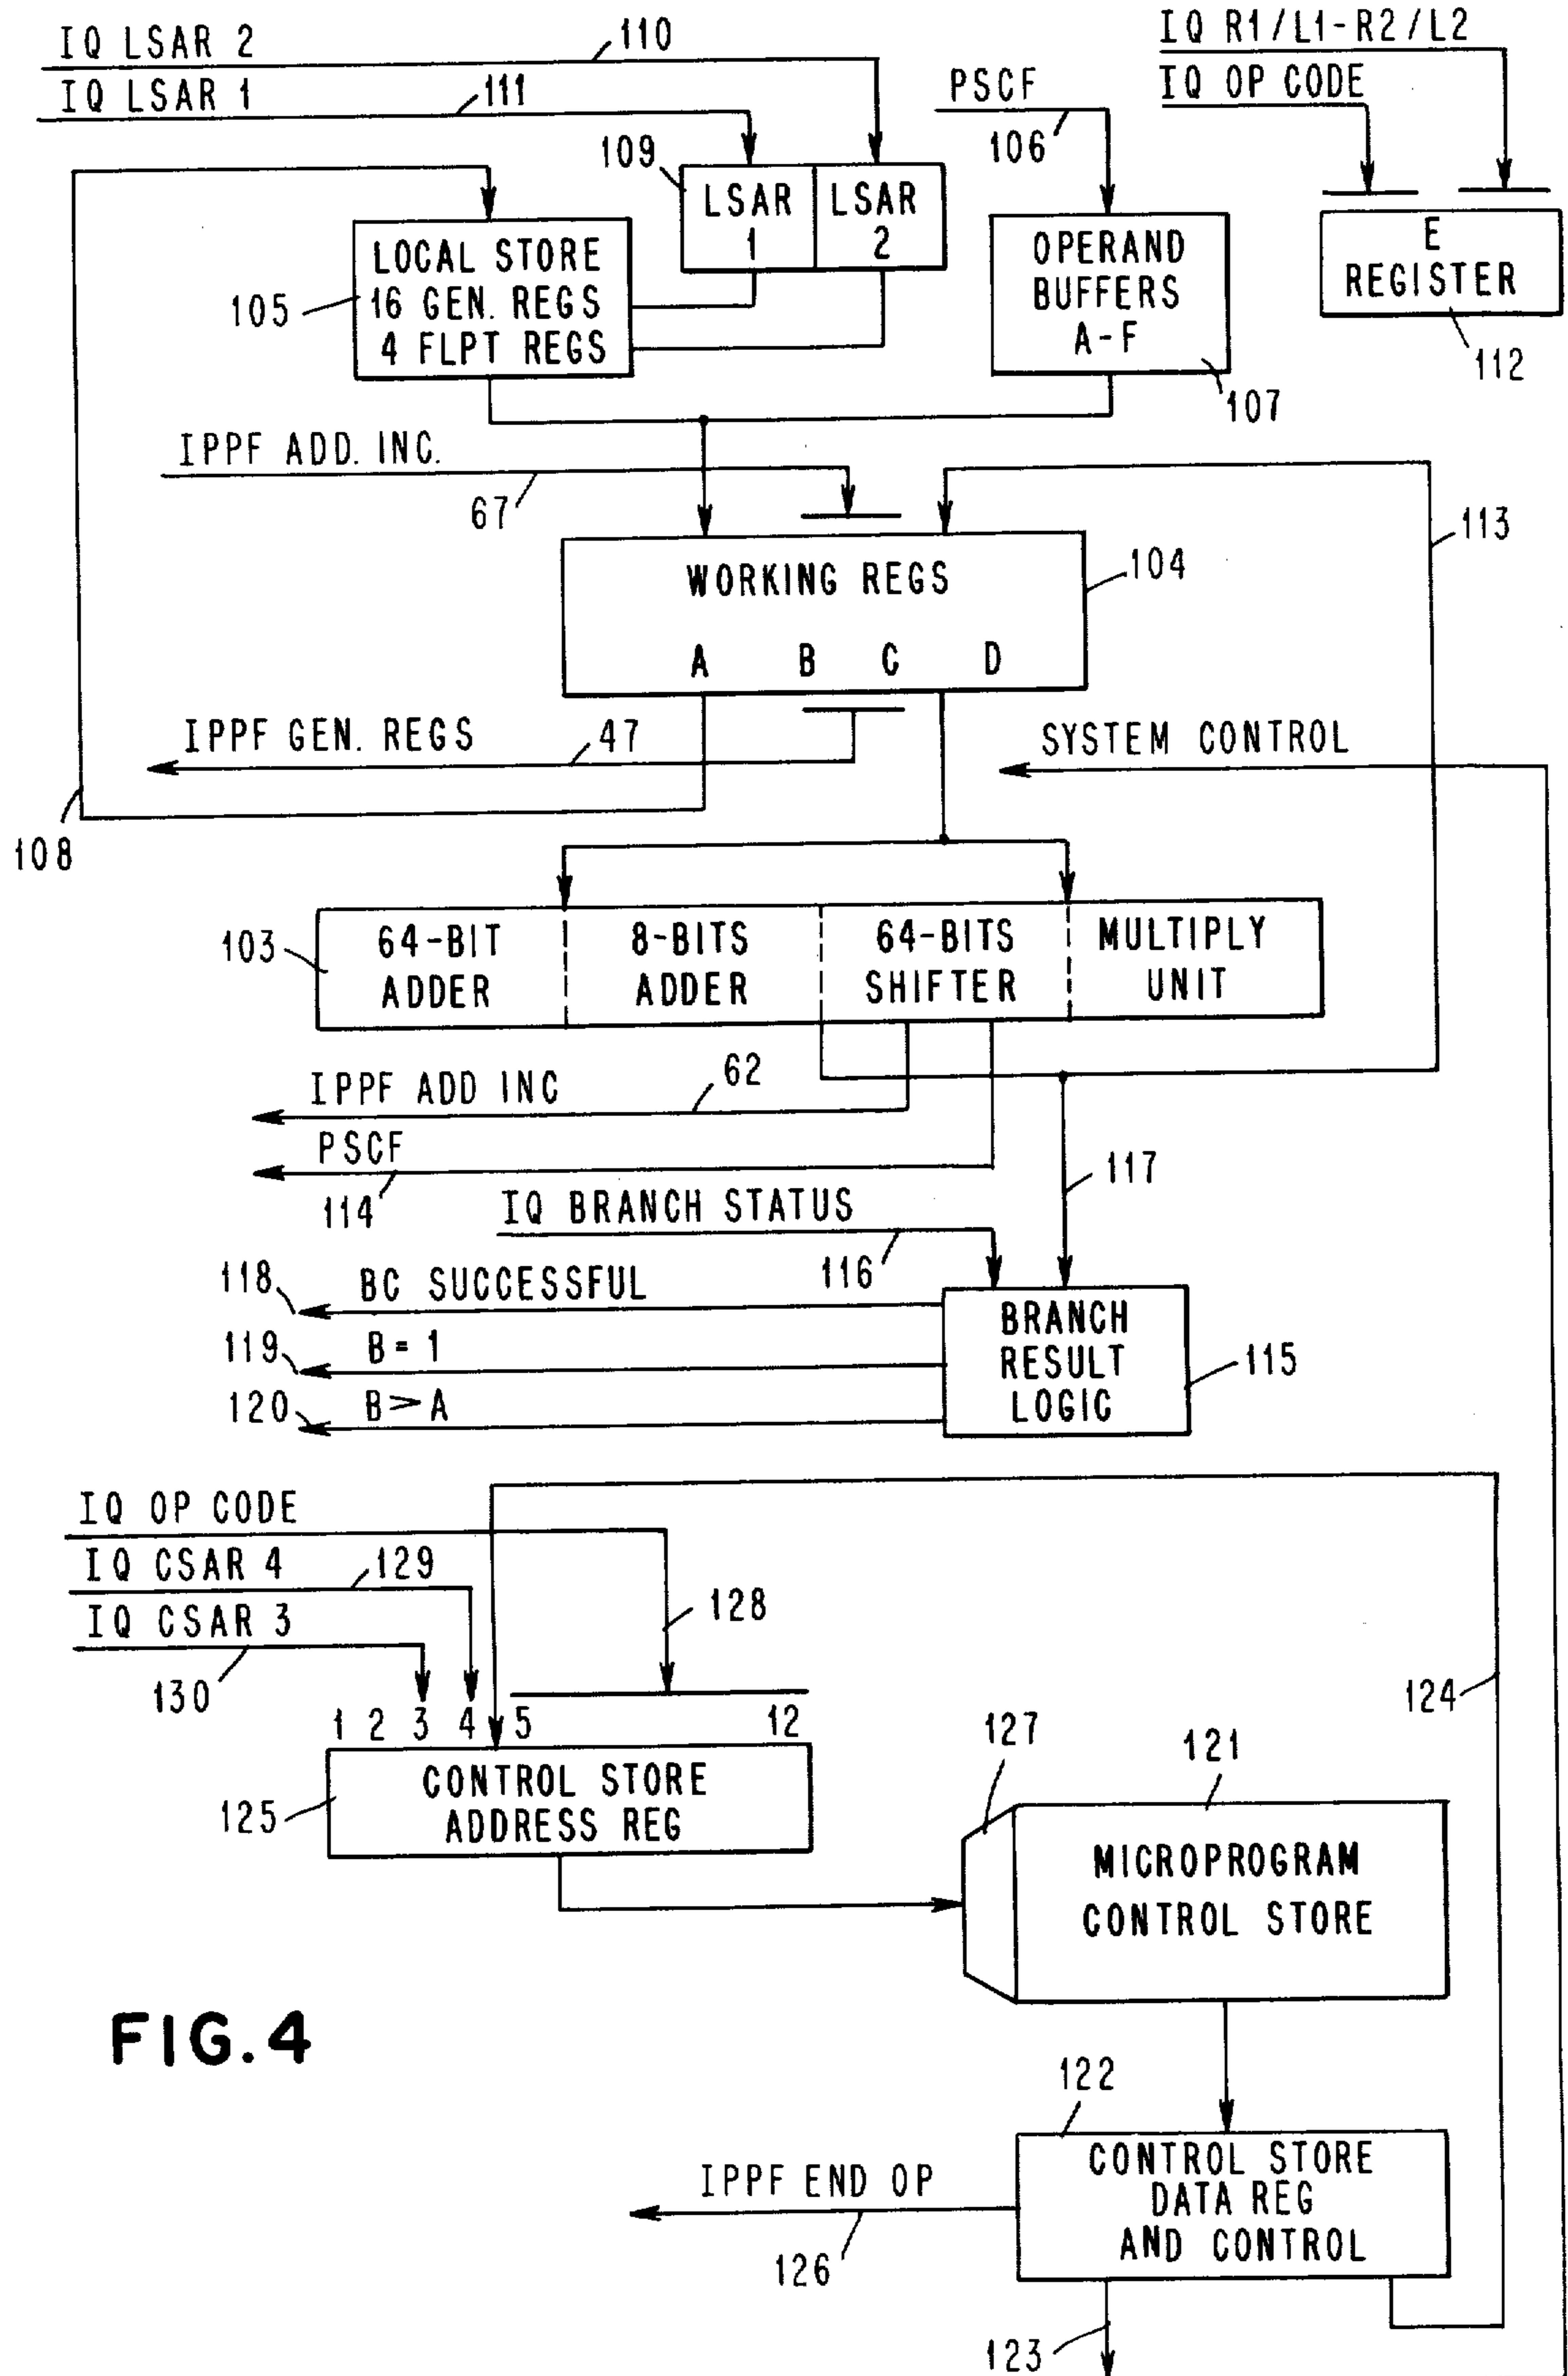 IQ LSAR 2
110
IQ R1/L1-R2/L2
IQ LSAR 1
111
PSCF
106
IQ OP CODE
109
LSAR 1
LSAR 2
LOCAL STORE
16 GEN. REGS
4 FLPT REGS
105
OPERAND
BUFFERS
A-F
107
E
REGISTER
112
IPPF ADD. INC.
67
113
WORKING REGS
A B C D
104
IPPF GEN. REGS
47
SYSTEM CONTROL
108
103
64-BIT
ADDER
8-BITS
ADDER
64-BITS
SHIFTER
MULTIPLY
UNIT
IPPF ADD INC
62
PSCF
114
117
IQ BRANCH STATUS
116
118
BC SUCCESSFUL
119
B = 1
120
B > A
BRANCH
RESULT
LOGIC
115
IQ OP CODE
IQ CSAR 4
129
128
IQ CSAR 3
130
124
1 2 3 4 5 12
CONTROL STORE
ADDRESS REG
125
127
121
MICROPROGRAM
CONTROL STORE
FIG.4
122
CONTROL STORE
DATA REG
AND CONTROL
IPPF END OP
126
123